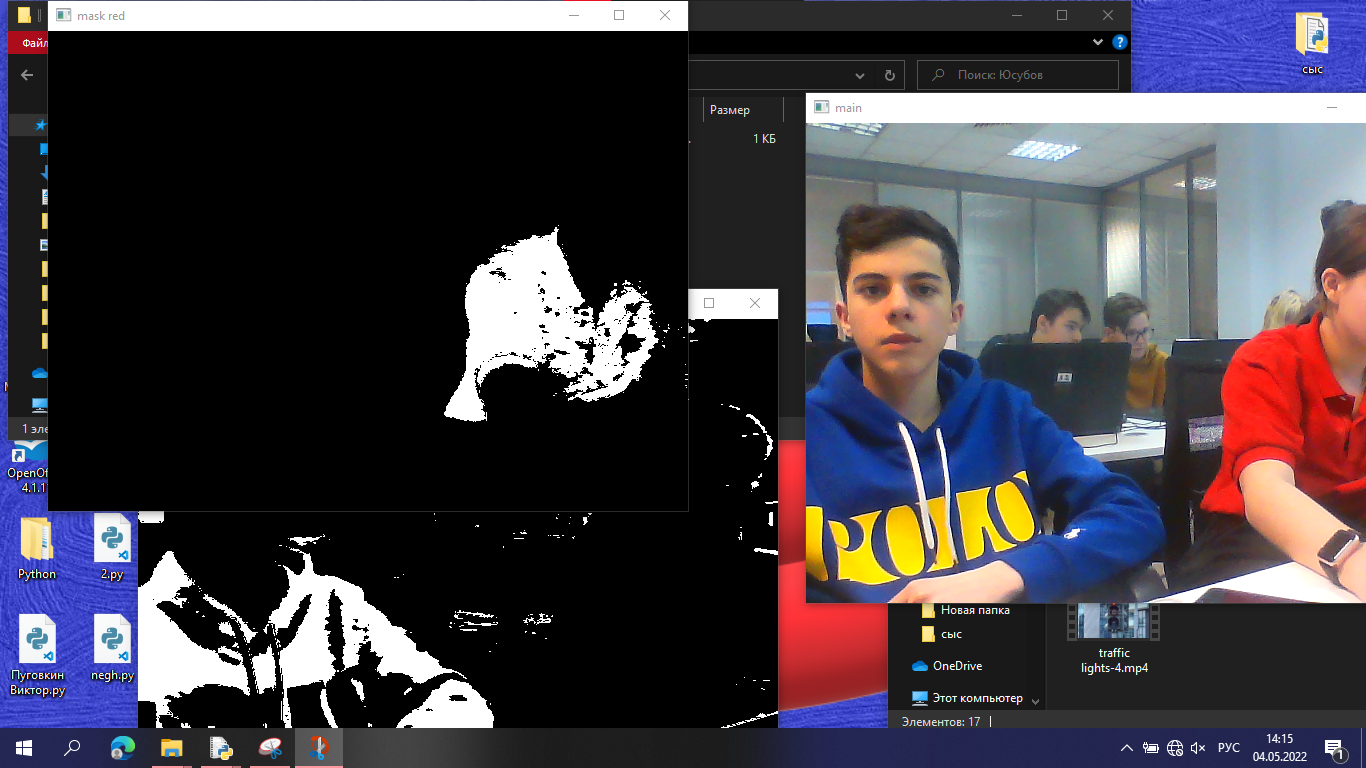 mask red
Файл
Поиск: Юсубов
сыс
Размер
1 КБ
main
1 эле
OpenOf
4.1.1
Python
2.py
Пуговкин
Виктор.py
negh.py
POLO
Новая папка
сыс
OneDrive
Этот компьютер
traffic
lights-4.mp4
Элементов: 17
РУС
14:15
04.05.2022
1